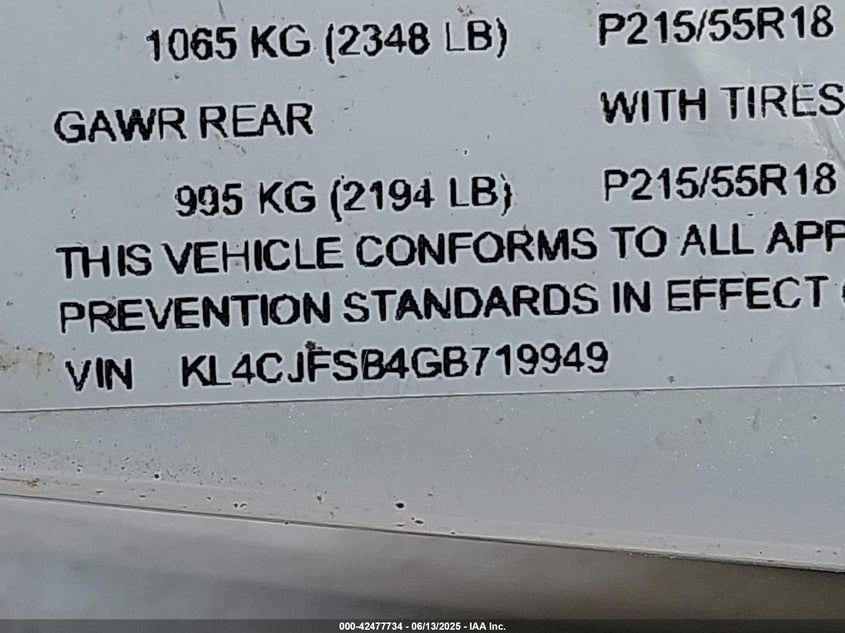 1065 KG (2348 LB) P215/55R18
GAWR REAR WITH TIRES
995 KG (2194 LB) P215/55R18
THIS VEHICLE CONFORMS TO ALL APP
PREVENTION STANDARDS IN EFFECT
VIN KL4CJFSB4GB719949
000-42477734 - 06/13/2025 - IAA Inc.